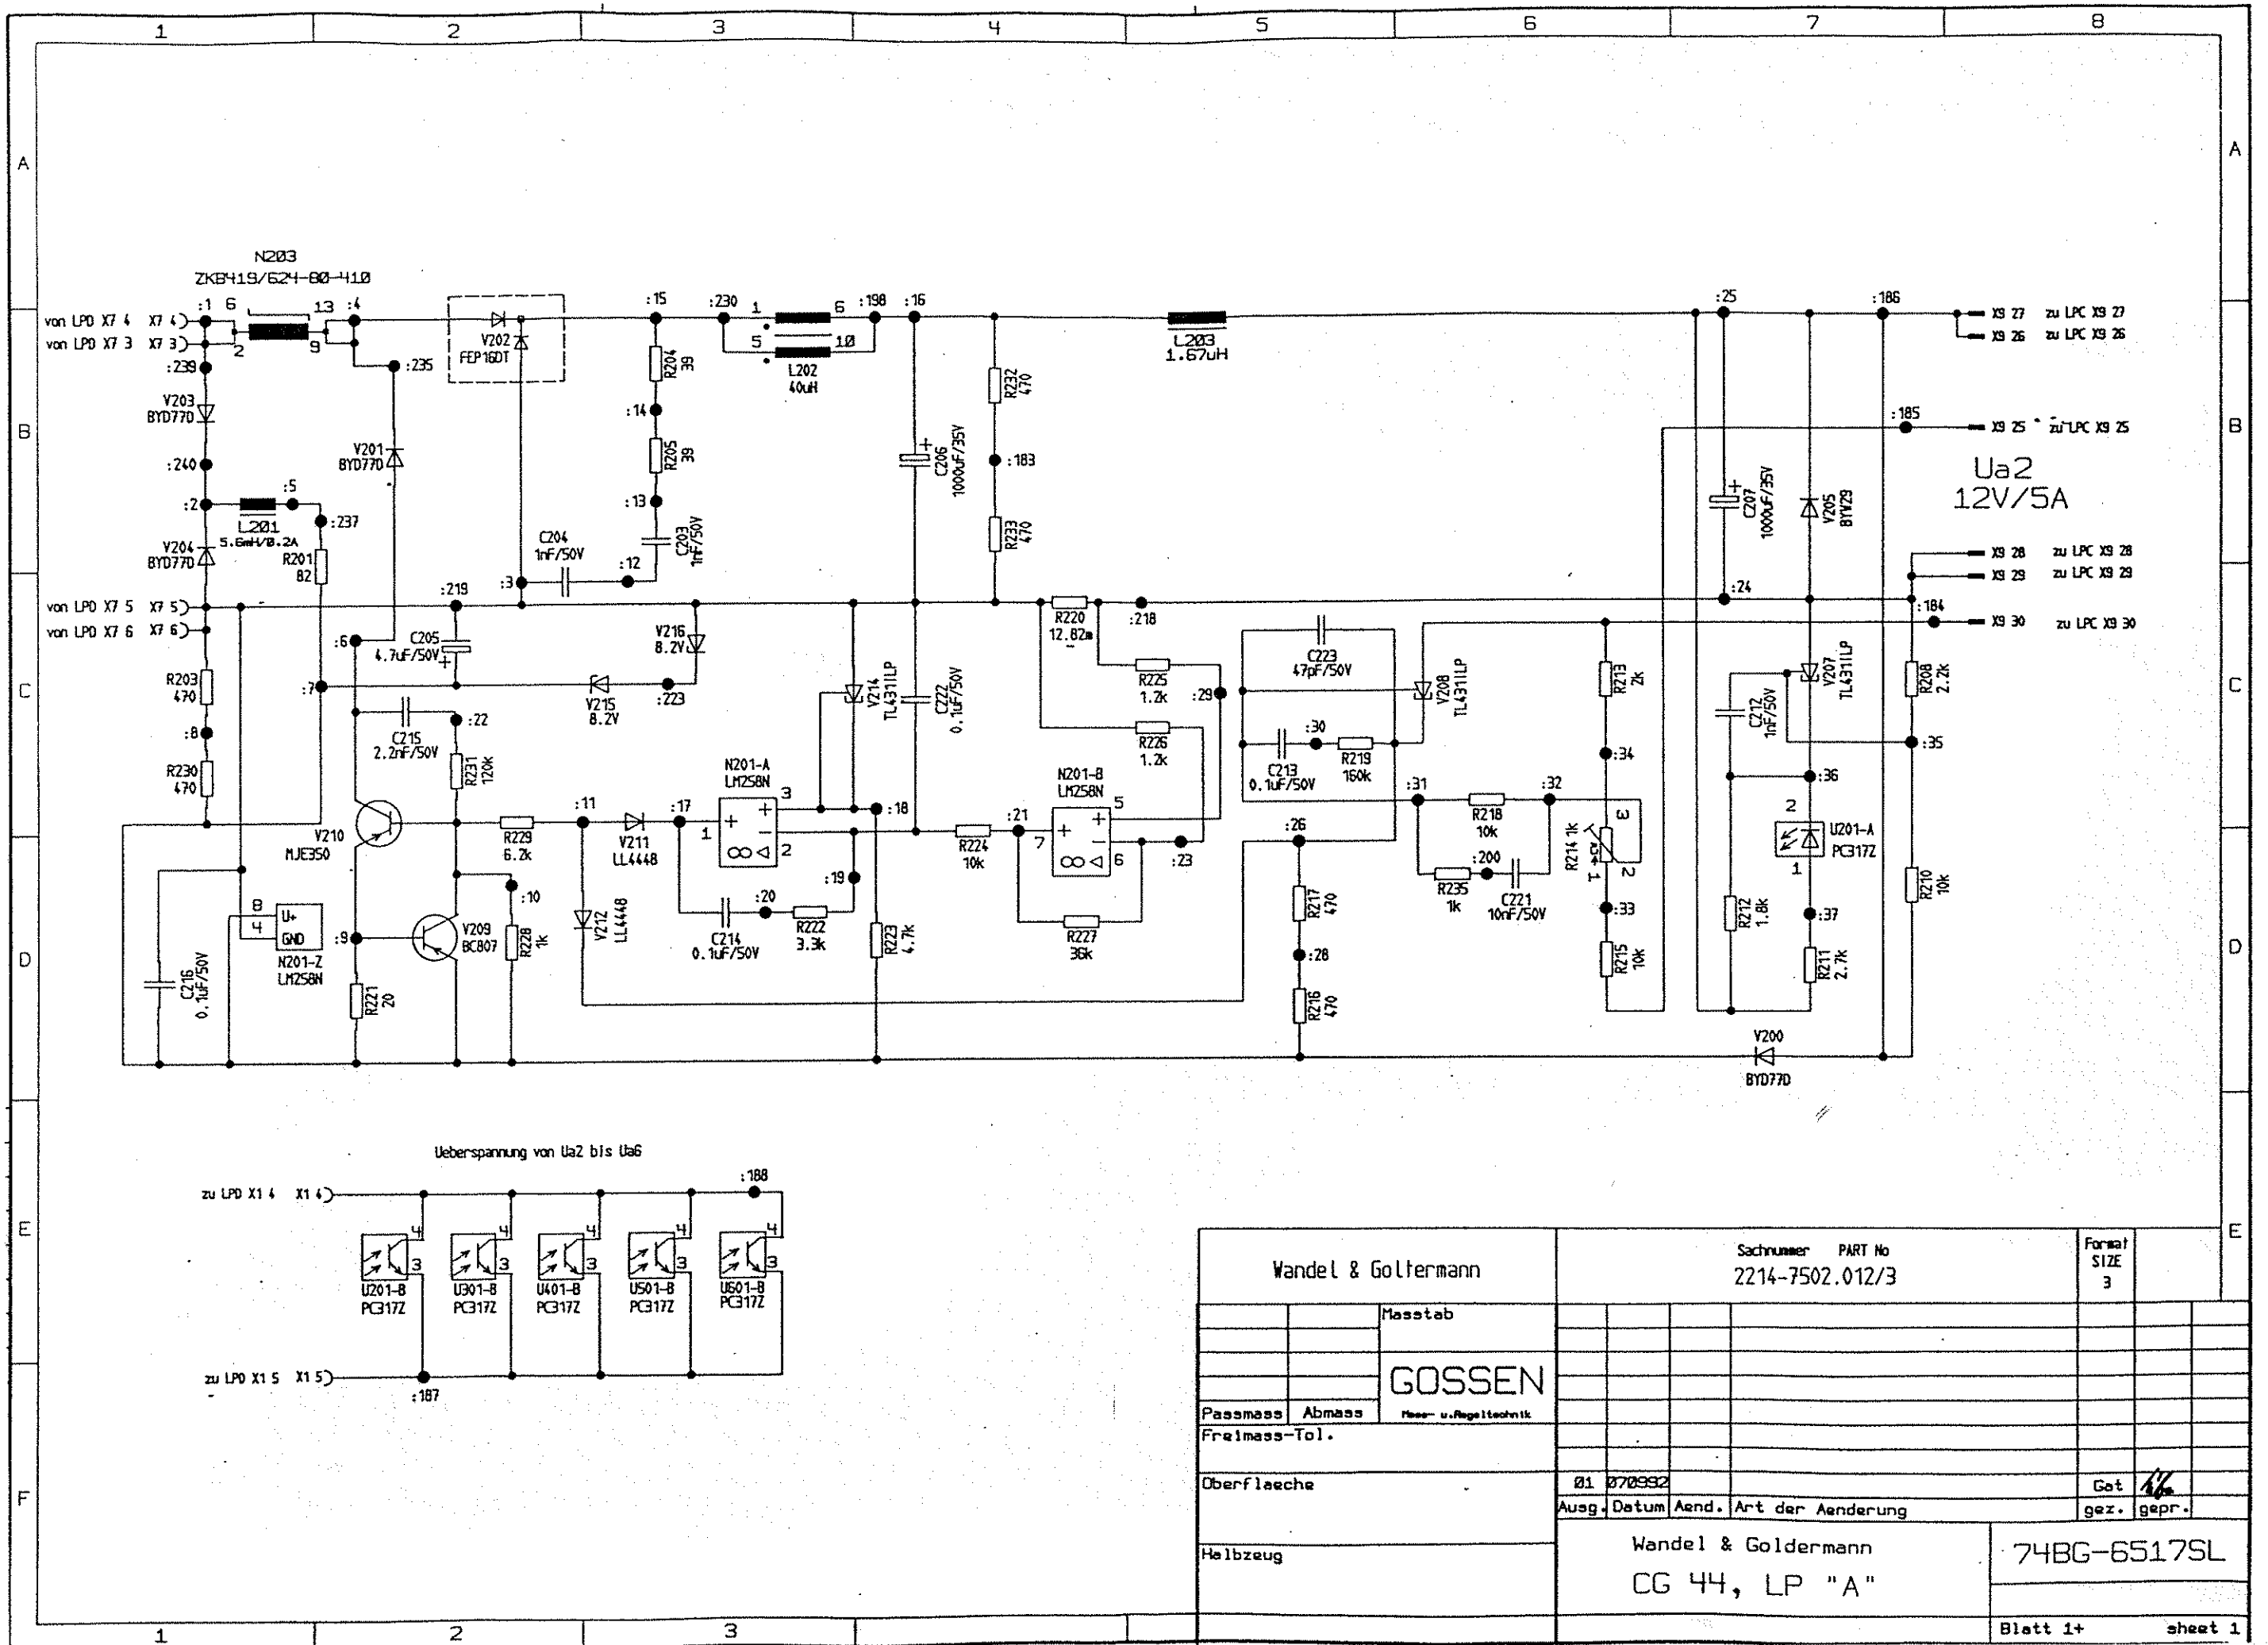 1 2 3 4 5 6 7 8
A A
N203
ZKB419/624-80-410
:1 6 13 :4
:15 :230 1 6 :198 :16
:25 :186
von LPD X7 4 X7 4
von LPD X7 3 X7 3
2 9
V202
FEP16DT
5 10
L202
40uH
L203
1.67uH
X9 27 zu LPC X9 27
X9 26 zu LPC X9 26
:239
:235
R204
39
R232
470
V203
BYD77D
:14
B B
V201
BYD77D
R205
39
C206
1000uF/35V
:183
:185
X9 25 zu LPC X9 25
:240
Ua2
12V/5A
:2 :5
L201
5.6mH/0.2A
:237
:13
C207
1000uF/35V
V205
BYV29
V204
BYD77D
R201
82
C204
1nF/50V
C203
1nF/50V
R233
470
:3 :12
X9 28 zu LPC X9 28
X9 29 zu LPC X9 29
von LPD X7 5 X7 5
von LPD X7 6 X7 6
:219
:24
:184
X9 30 zu LPC X9 30
:6
C205
4.7uF/50V
V216
8.2V
R220
12.82m
:218
C223
47pF/50V
C C
R203
470
:7
V215
8.2V
:223
V214
TL431ILP
C222
0.1uF/50V
R225
1.2k
:29
V208
TL431ILP
R213
2k
V207
TL431ILP
R208
2.2k
C212
1nF/50V
:8
C215
2.2nF/50V
:22
R226
1.2k
:30
C213
0.1uF/50V
R219
160k
:34
:35
R230
470
R231
120k
N201-A
LM258N
N201-B
LM258N
:36
:11 :17 3 :18 :21 5
:31 :32
V210
MJE350
R229
6.2k
V211
LL4448
1 2
R224
10k
7 6
:23
:26
R218
10k
R214 1k
3
2
1
2
U201-A
PC317Z
1
:19
:200
R235
1k
C221
10nF/50V
R210
10k
:10
:20
8 U+
4 GND
N201-Z
LM258N
:9
V209
BC807
R228
1k
V212
LL4448
C214
0.1uF/50V
R222
3.3k
R223
4.7k
R227
36k
R217
470
:33
R212
1.8k
:37
D D
C216
0.1uF/50V
R221
20
:28
R215
10k
R211
2.7k
R216
470
V200
BYD77D
Ueberspannung von Ua2 bis Ua6
:188
zu LPD X1 4 X1 4
E E
4 4 4 4 4
3 3 3 3 3
U201-B U301-B U401-B U501-B U601-B
PC317Z PC317Z PC317Z PC317Z PC317Z
zu LPD X1 5 X1 5
:187
Wandel & Goltermann
Sachnummer PART No
2214-7502.012/3
Format
SIZE
3
Masstab
GOSSEN
Mess- u.Regeltechnik
Passmass Abmass
Freimass-Tol.
Oberflaeche
F
01 070992 Gat
Ausg. Datum Aend. Art der Aenderung gez. gepr.
Halbzeug
Wandel & Goldermann
CG 44, LP "A"
74BG-6517SL
Blatt 1+ sheet 1
1 2 3